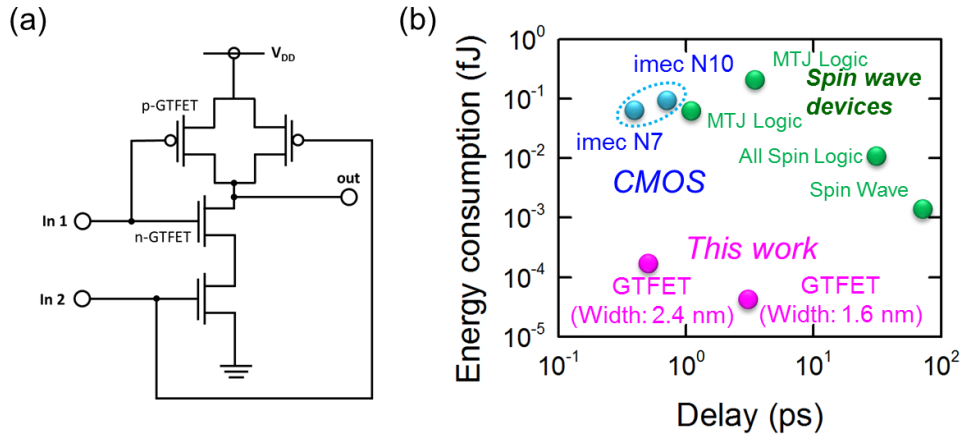 (a)
V_DD
p-GTFET
out
In 1
n-GTFET
In 2
(b)
Energy consumption (fJ)
10^0
10^-1
10^-2
10^-3
10^-4
10^-5
imec N10
MTJ Logic
Spin wave
devices
MTJ Logic
imec N7
CMOS
All Spin Logic
Spin Wave
This work
GTFET
(Width: 2.4 nm)
GTFET
(Width: 1.6 nm)
10^-1
10^0
10^1
10^2
Delay (ps)